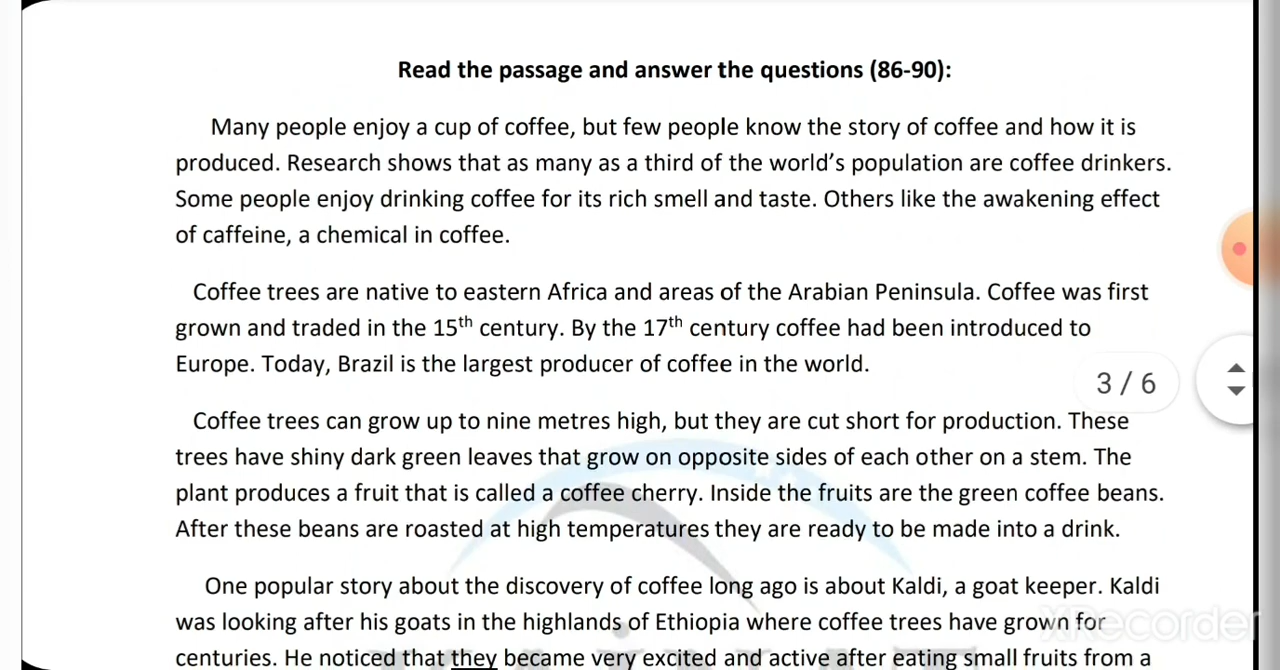 Read the passage and answer the questions (86-90):
Many people enjoy a cup of coffee, but few people know the story of coffee and how it is
produced. Research shows that as many as a third of the world's population are coffee drinkers.
Some people enjoy drinking coffee for its rich smell and taste. Others like the awakening effect
of caffeine, a chemical in coffee.
Coffee trees are native to eastern Africa and areas of the Arabian Peninsula. Coffee was first
grown and traded in the 15th century. By the 17th century coffee had been introduced to
Europe. Today, Brazil is the largest producer of coffee in the world.
3 / 6
Coffee trees can grow up to nine metres high, but they are cut short for production. These
trees have shiny dark green leaves that grow on opposite sides of each other on a stem. The
plant produces a fruit that is called a coffee cherry. Inside the fruits are the green coffee beans.
After these beans are roasted at high temperatures they are ready to be made into a drink.
One popular story about the discovery of coffee long ago is about Kaldi, a goat keeper. Kaldi
was looking after his goats in the highlands of Ethiopia where coffee trees have grown for
XRecorder
centuries. He noticed that they became very excited and active after eating small fruits from a